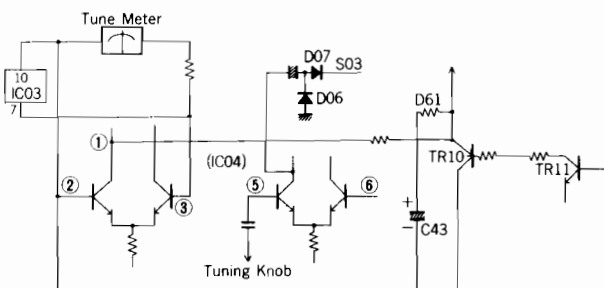 Tune Meter
10
IC03
7
D07
S03
D06
D61
①
(IC04)
TR10
TR11
②
③
⑤
⑥
+
−
C43
Tuning Knob